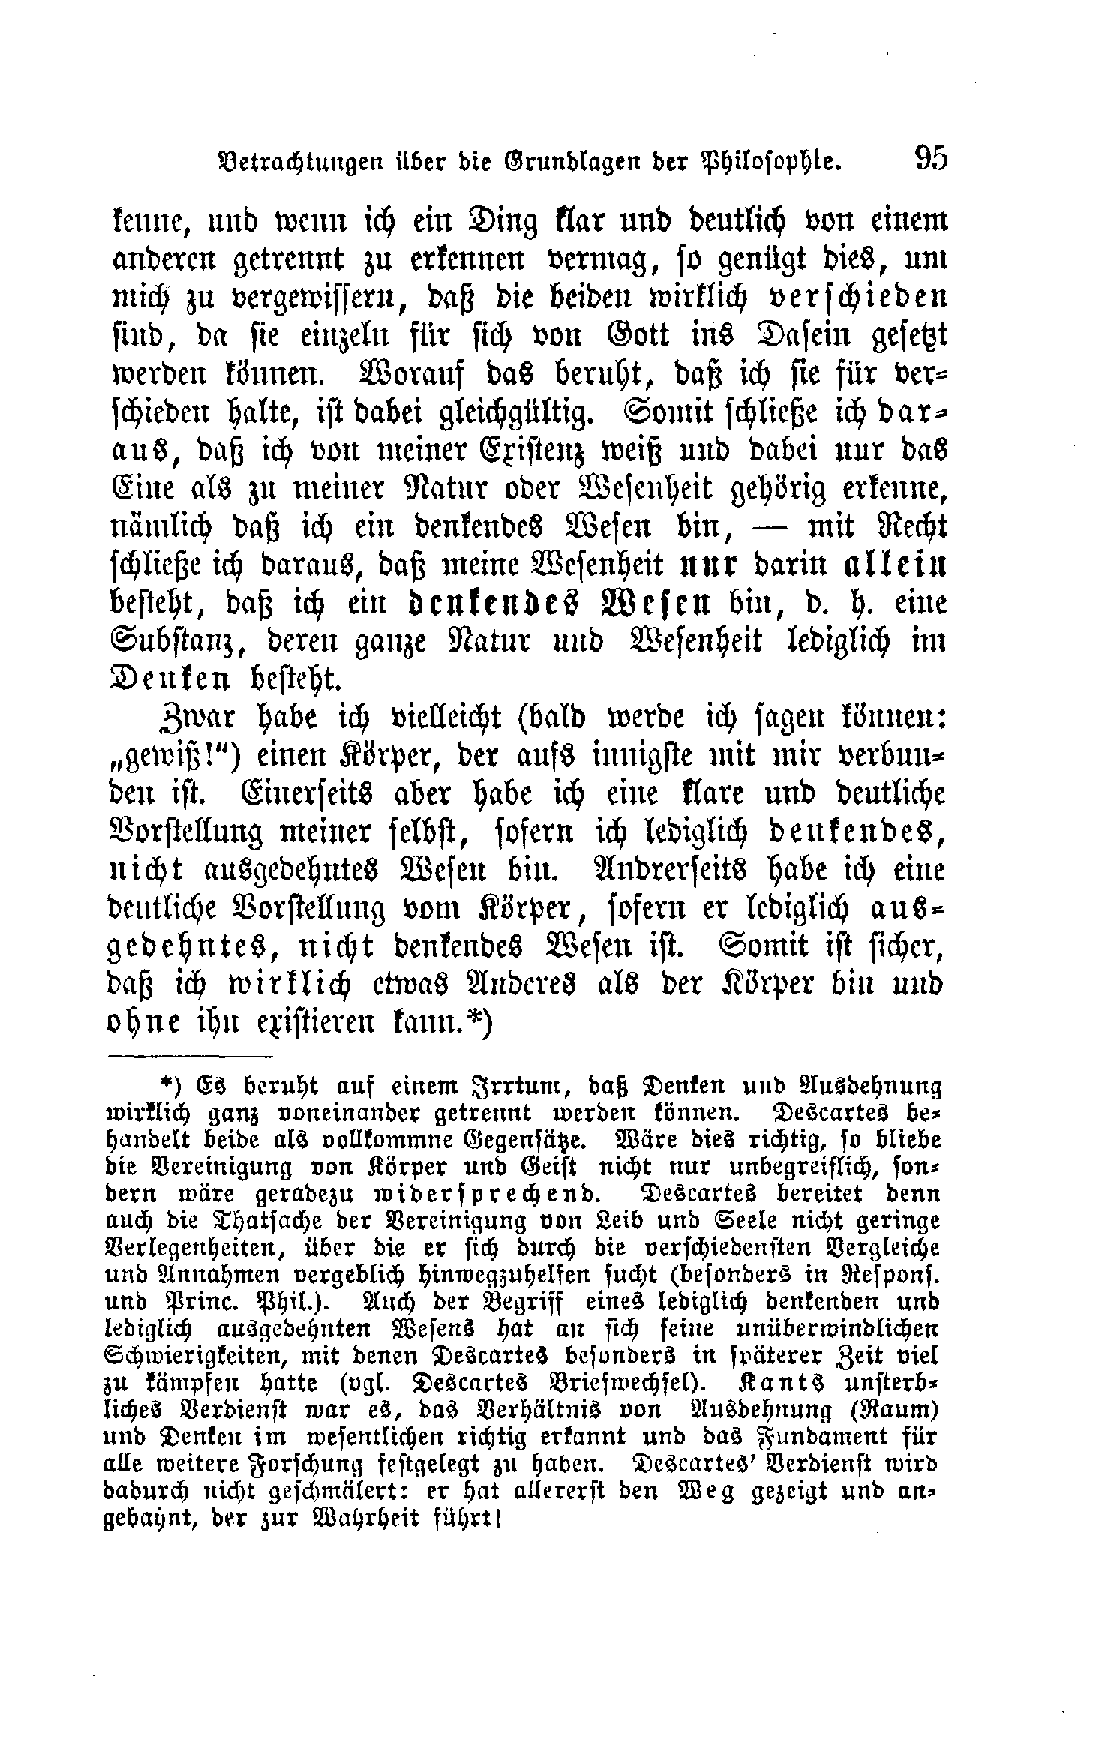 Betrachtungen über die Grundlagen der Philosophie. 95
kenne, und wenn ich ein Ding klar und deutlich von einem
anderen getrennt zu erkennen vermag, so genügt dies, um
mich zu vergewissern, daß die beiden wirklich verschieden
sind, da sie einzeln für sich von Gott ins Dasein gesetzt
werden können. Worauf das beruht, daß ich sie für ver-
schieden halte, ist dabei gleichgültig. Somit schließe ich dar-
aus, daß ich von meiner Existenz weiß und dabei nur das
Eine als zu meiner Natur oder Wesenheit gehörig erkenne,
nämlich daß ich ein denkendes Wesen bin, — mit Recht
schließe ich daraus, daß meine Wesenheit nur darin allein
besteht, daß ich ein denkendes Wesen bin, d. h. eine
Substanz, deren ganze Natur und Wesenheit lediglich im
Denken besteht.
Zwar habe ich vielleicht (bald werde ich sagen können:
„gewiß!") einen Körper, der aufs innigste mit mir verbun-
den ist. Einerseits aber habe ich eine klare und deutliche
Vorstellung meiner selbst, sofern ich lediglich denkendes,
nicht ausgedehntes Wesen bin. Andrerseits habe ich eine
deutliche Vorstellung vom Körper, sofern er lediglich aus-
gedehntes, nicht denkendes Wesen ist. Somit ist sicher,
daß ich wirklich etwas Anderes als der Körper bin und
ohne ihn existieren kann.*)
*) Es beruht auf einem Irrtum, daß Denken und Ausdehnung
wirklich ganz voneinander getrennt werden können. Descartes be-
handelt beide als vollkommne Gegensätze. Wäre dies richtig, so bliebe
die Vereinigung von Körper und Geist nicht nur unbegreiflich, son-
dern wäre geradezu widersprechend. Descartes bereitet denn
auch die Thatsache der Vereinigung von Leib und Seele nicht geringe
Verlegenheiten, über die er sich durch die verschiedensten Vergleiche
und Annahmen vergeblich hinwegzuhelfen sucht (besonders in Respons.
und Princ. Phil.). Auch der Begriff eines lediglich denkenden und
lediglich ausgedehnten Wesens hat an sich seine unüberwindlichen
Schwierigkeiten, mit denen Descartes besonders in späterer Zeit viel
zu kämpfen hatte (vgl. Descartes Briefwechsel). Kants unsterb-
liches Verdienst war es, das Verhältnis von Ausdehnung (Raum)
und Denken im wesentlichen richtig erkannt und das Fundament für
alle weitere Forschung festgelegt zu haben. Descartes' Verdienst wird
dadurch nicht geschmälert: er hat allererst den Weg gezeigt und an-
gebahnt, der zur Wahrheit führt!